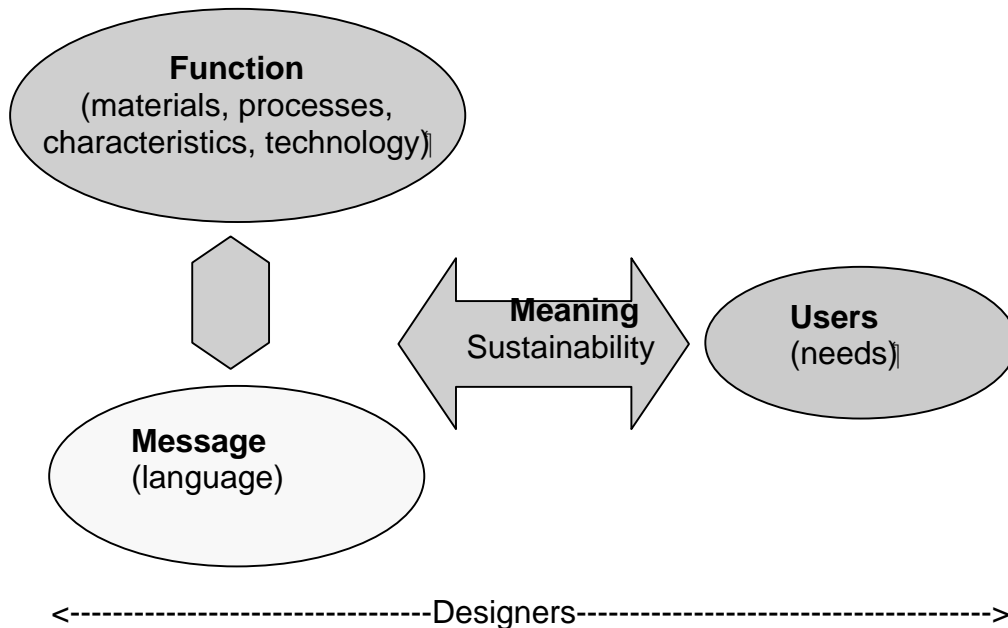 Function
(materials, processes,
characteristics, technology)
Meaning
Sustainability
Users
(needs)
Message
(language)
<------------------------------Designers---------------------------------->